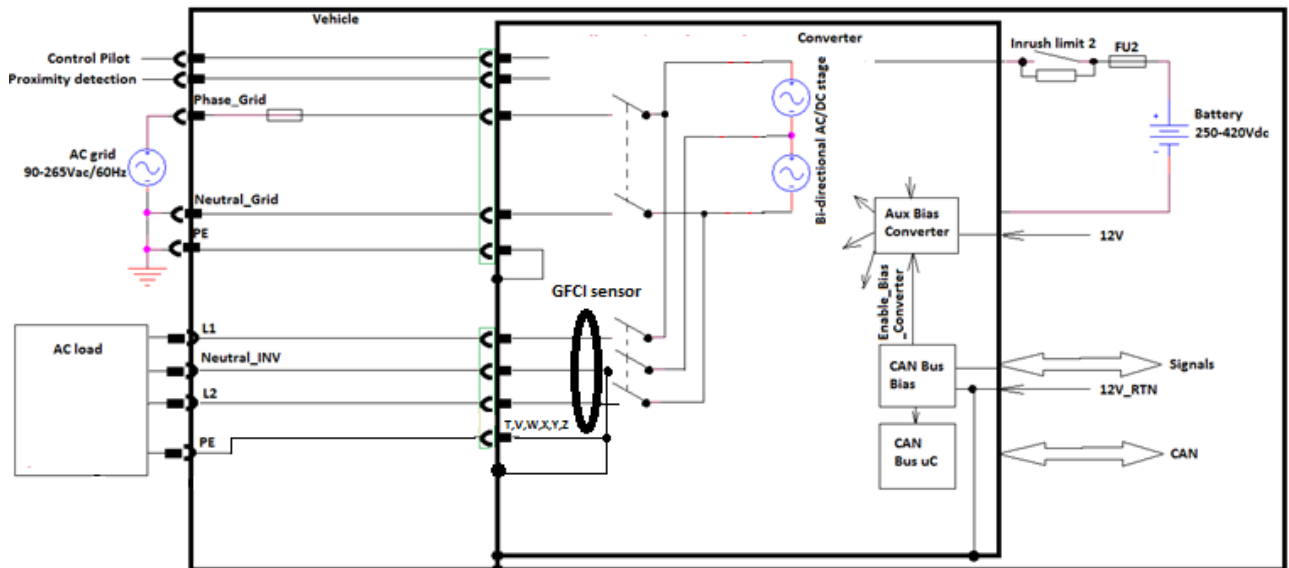 Vehicle
Converter
Inrush limit 2
FU2
Control Pilot
Proximity detection
Phase_Grid
AC grid
90-265Vac/60Hz
Neutral_Grid
PE
Bi-directional AC/DC stage
Battery
250-420Vdc
Aux Bias
Converter
12V
Enable_Bias
_Converter
GFCI sensor
AC load
L1
Neutral_INV
L2
PE
T,V,W,X,Y,Z
CAN Bus
Bias
Signals
12V_RTN
CAN
Bus uC
CAN